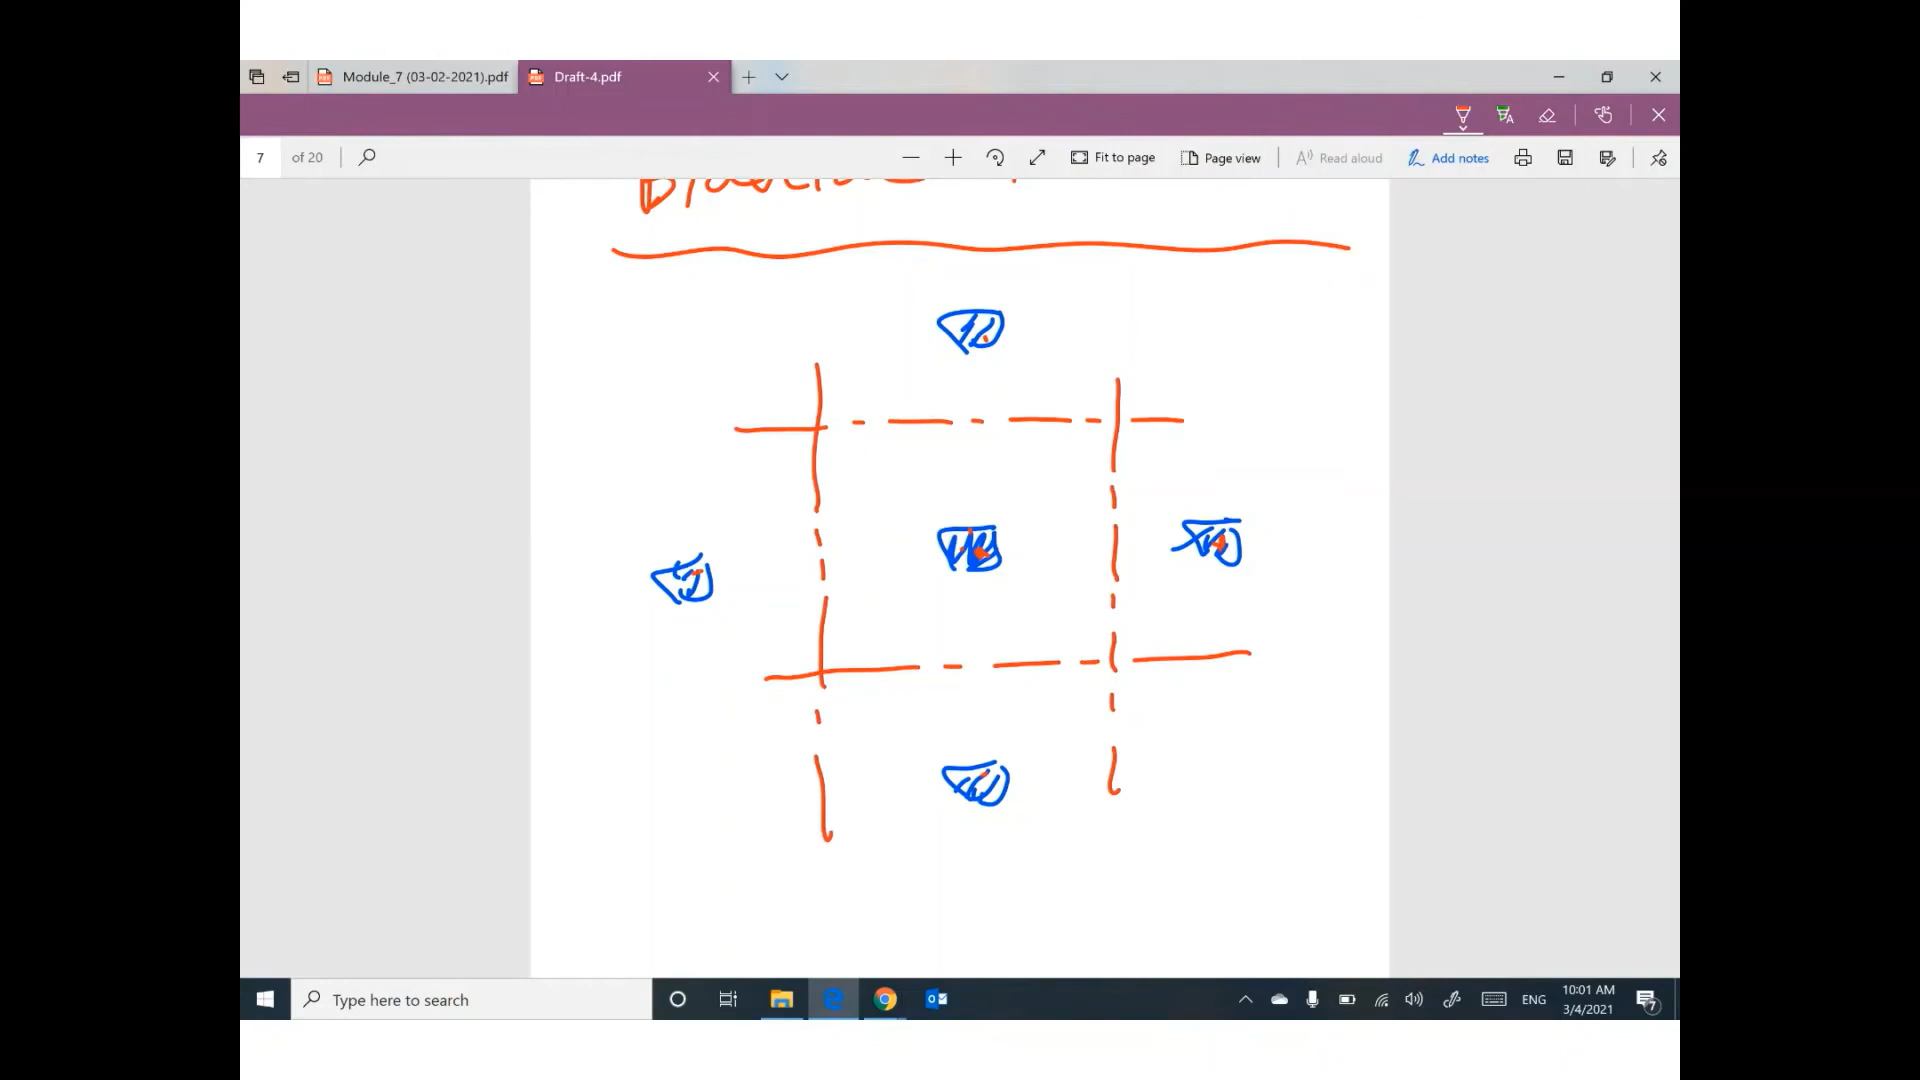 Module_7 (03-02-2021).pdf
Draft-4.pdf
7 of 20
Fit to page
Page view
Read aloud
Add notes
Type here to search
ENG
10:01 AM
3/4/2021
7